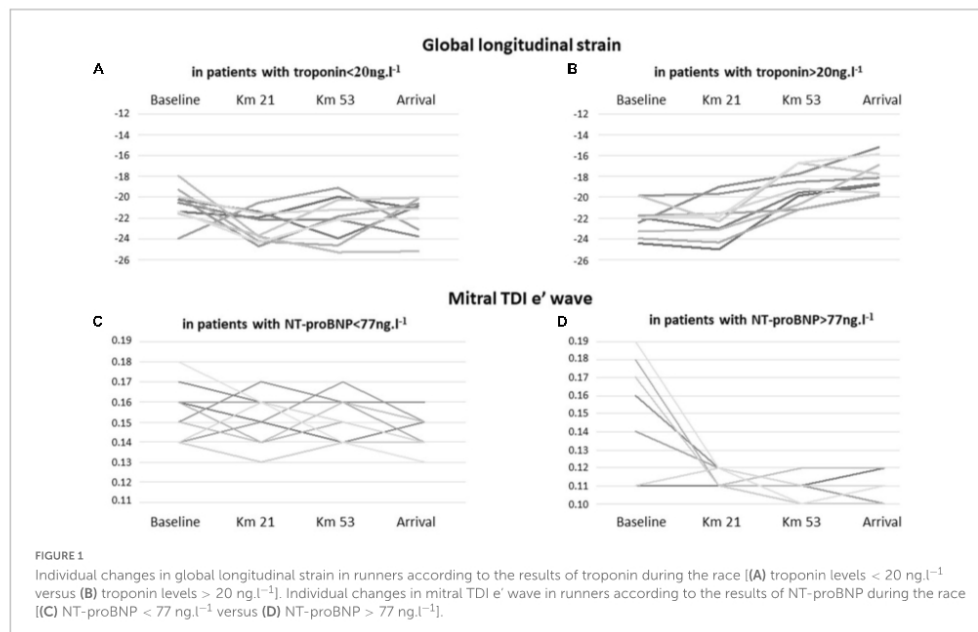 Global longitudinal strain
A
in patients with troponin<20ng.l⁻¹
Baseline Km 21 Km 53 Arrival
-12
-14
-16
-18
-20
-22
-24
-26
B
in patients with troponin>20ng.l⁻¹
Baseline Km 21 Km 53 Arrival
-12
-14
-16
-18
-20
-22
-24
-26
Mitral TDI e' wave
C
in patients with NT-proBNP<77ng.l⁻¹
0.19
0.18
0.17
0.16
0.15
0.14
0.13
0.12
0.11
Baseline Km 21 Km 53 Arrival
D
in patients with NT-proBNP>77ng.l⁻¹
0.19
0.18
0.17
0.16
0.15
0.14
0.13
0.12
0.11
0.10
Baseline Km 21 Km 53 Arrival
FIGURE 1
Individual changes in global longitudinal strain in runners according to the results of troponin during the race [(A) troponin levels < 20 ng.l⁻¹
versus (B) troponin levels > 20 ng.l⁻¹]. Individual changes in mitral TDI e' wave in runners according to the results of NT-proBNP during the race
[(C) NT-proBNP < 77 ng.l⁻¹ versus (D) NT-proBNP > 77 ng.l⁻¹].